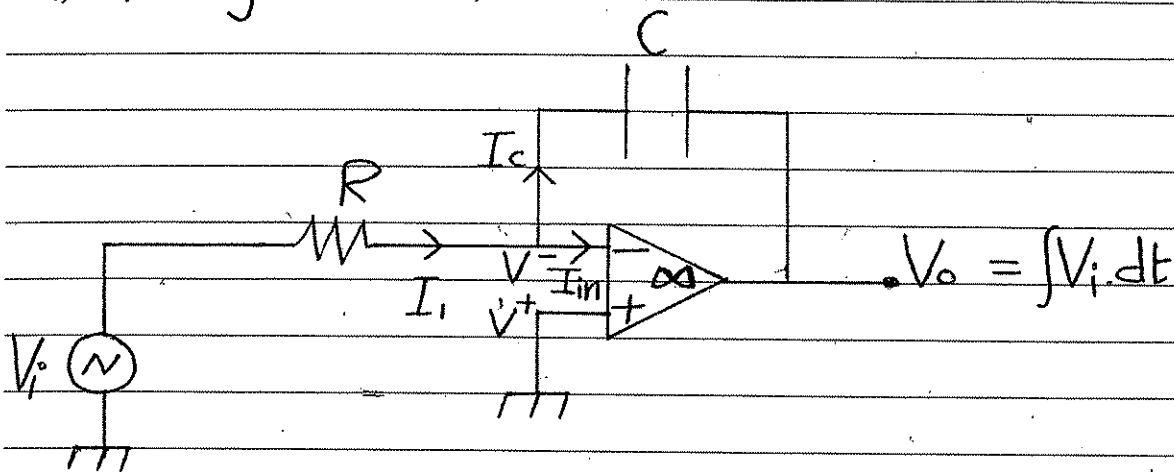 C
Ic
R
V⁻
∞
V₀ = ∫Vᵢ.dt
I₁
Iin
V⁺
Vᵢ